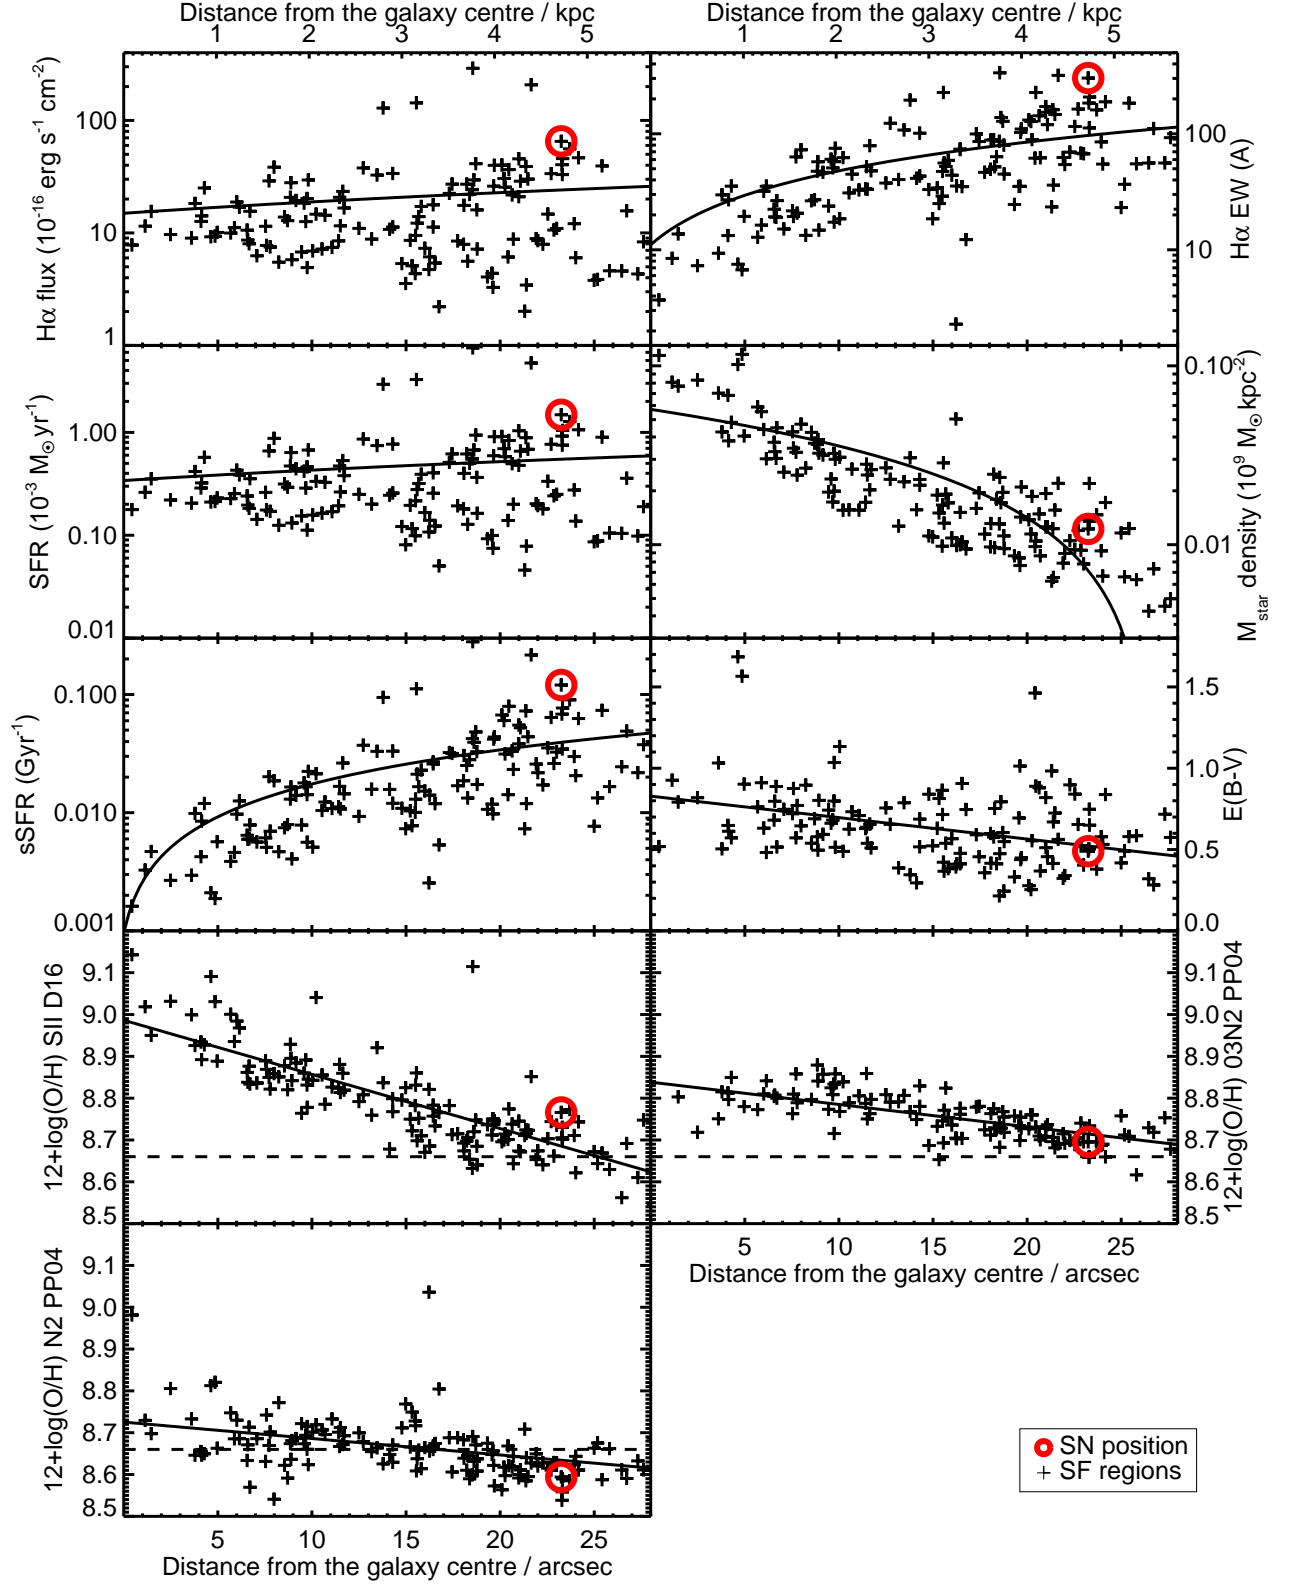 Distance from the galaxy centre / kpc
Distance from the galaxy centre / kpc
1 2 3 4 5
1 2 3 4 5
Hα flux (10⁻¹⁶ erg s⁻¹ cm⁻²)
100
10
1
100
10
Hα EW (A)
SFR (10⁻³ M☉ yr⁻¹)
1.00
0.10
0.01
0.10
0.01
M_star density (10⁹ M☉ kpc⁻²)
sSFR (Gyr⁻¹)
0.100
0.010
0.001
1.5
1.0
0.5
0.0
E(B-V)
12+log(O/H) SII D16
9.1
9.0
8.9
8.8
8.7
8.6
8.5
9.1
9.0
8.9
8.8
8.7
8.6
8.5
12+log(O/H) 03N2 PP04
5 10 15 20 25
Distance from the galaxy centre / arcsec
12+log(O/H) N2 PP04
9.1
9.0
8.9
8.8
8.7
8.6
8.5
5 10 15 20 25
Distance from the galaxy centre / arcsec
SN position
SF regions